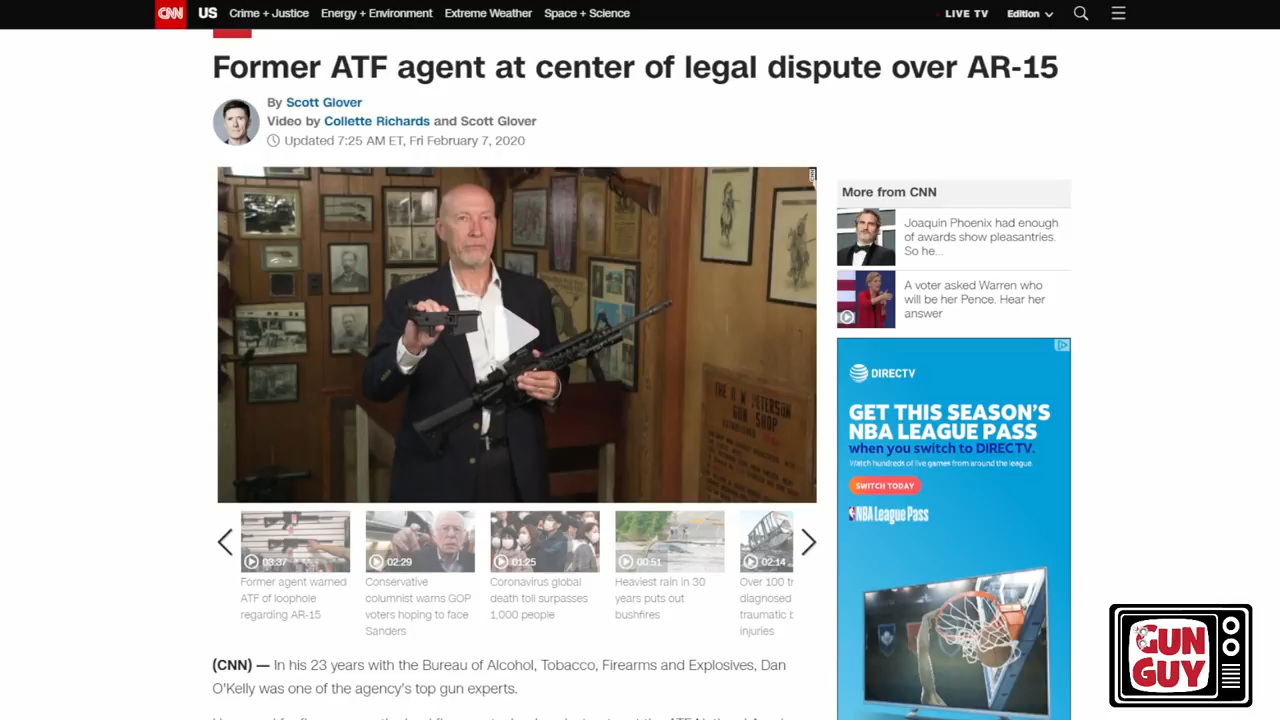 CNN US Crime + Justice Energy + Environment Extreme Weather Space + Science LIVE TV Edition
Former ATF agent at center of legal dispute over AR-15
By Scott Glover
Video by Collette Richards and Scott Glover
Updated 7:25 AM ET, Fri February 7, 2020
THE R. W. PETERSON
GUN SHOP
ESTABLISHED
03:37
Former agent warned
ATF of loophole
regarding AR-15
02:29
Conservative
columnist warns GOP
voters hoping to face
Sanders
01:25
Coronavirus global
death toll surpasses
1,000 people
00:51
Heaviest rain in 30
years puts out
bushfires
02:14
Over 100 tr
diagnosed
traumatic b
injuries
(CNN) — In his 23 years with the Bureau of Alcohol, Tobacco, Firearms and Explosives, Dan
O'Kelly was one of the agency's top gun experts.
More from CNN
Joaquin Phoenix had enough
of awards show pleasantries.
So he...
A voter asked Warren who
will be her Pence. Hear her
answer
DIRECTV
GET THIS SEASON'S
NBA LEAGUE PASS
when you switch to DIRECTV.
Watch hundreds of live games from around the league.
SWITCH TODAY
NBA League Pass
GUN
GUY